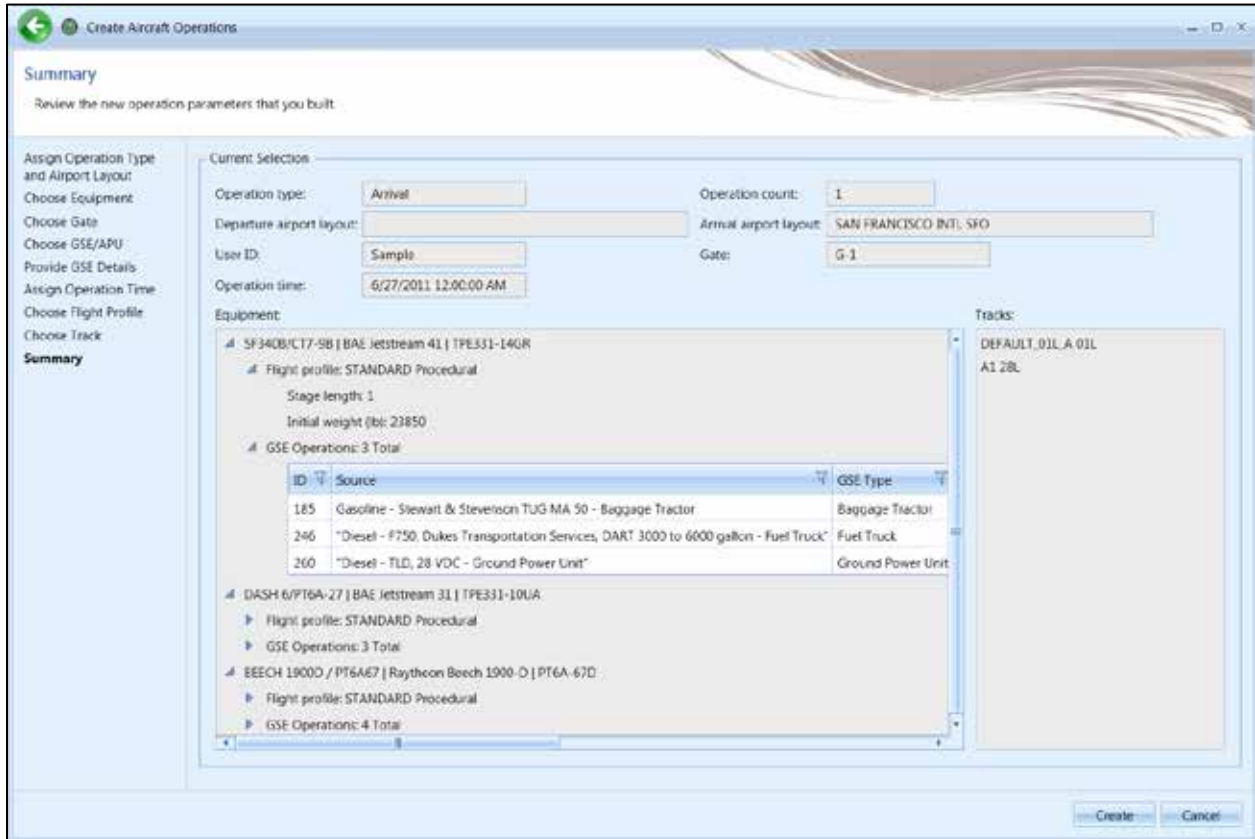 Create Aircraft Operations
Summary
Review the new operation parameters that you built.
Assign Operation Type
and Airport Layout
Choose Equipment
Choose Gate
Choose GSE/APU
Provide GSE Details
Assign Operation Time
Choose Flight Profile
Choose Track
Summary
Current Selection
Operation type: Arrival
Operation count: 1
Departure airport layout:
Arrival airport layout: SAN FRANCISCO INTL SFO
User ID: Sample
Gate: G-1
Operation time: 6/27/2011 12:00:00 AM
Equipment:
SF340B/CT7-9B | BAE Jetstream 41 | TPE331-14GR
Flight profile: STANDARD Procedural
Stage length: 1
Initial weight (lb): 23850
GSE Operations: 3 Total
ID Source GSE Type
185 Gasoline - Stewart & Stevenson TUG MA 50 - Baggage Tractor Baggage Tractor
246 "Diesel - F750, Dukes Transportation Services, DART 3000 to 6000 gallon - Fuel Truck" Fuel Truck
260 "Diesel - TLD, 28 VDC - Ground Power Unit" Ground Power Unit
DASH 6/PT6A-27 | BAE Jetstream 31 | TPE331-10UA
Flight profile: STANDARD Procedural
GSE Operations: 3 Total
BEECH 1900D / PT6A67 | Raytheon Beech 1900-D | PT6A-67D
Flight profile: STANDARD Procedural
GSE Operations: 4 Total
Tracks:
DEFAULT_01L_A 01L
A1 28L
Create
Cancel